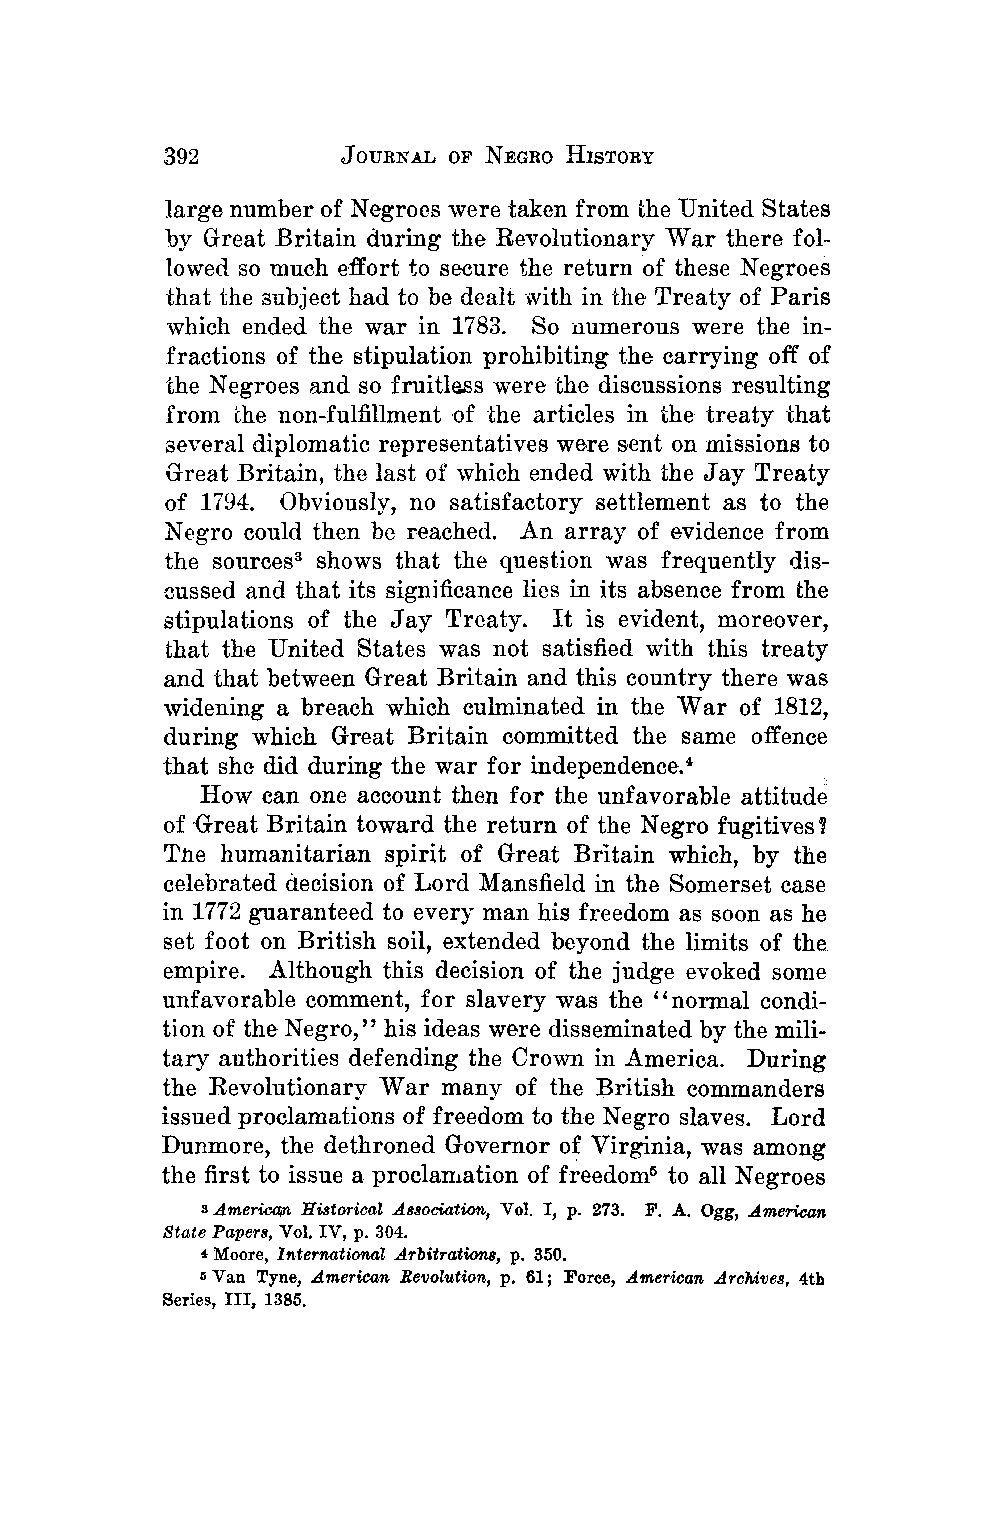 392 JOURNAL OF NEGRO HISTORY
large number of Negroes were taken from the United States
by Great Britain during the Revolutionary War there fol-
lowed so much effort to secure the return of these Negroes
that the subject had to be dealt with in the Treaty of Paris
which ended the war in 1783. So numerous were the in-
fractions of the stipulation prohibiting the carrying off of
the Negroes and so fruitless were the discussions resulting
from the non-fulfillment of the articles in the treaty that
several diplomatic representatives were sent on missions to
Great Britain, the last of which ended with the Jay Treaty
of 1794. Obviously, no satisfactory settlement as to the
Negro could then be reached. An array of evidence from
the sources³ shows that the question was frequently dis-
cussed and that its significance lies in its absence from the
stipulations of the Jay Treaty. It is evident, moreover,
that the United States was not satisfied with this treaty
and that between Great Britain and this country there was
widening a breach which culminated in the War of 1812,
during which Great Britain committed the same offence
that she did during the war for independence.⁴
How can one account then for the unfavorable attitude
of Great Britain toward the return of the Negro fugitives?
The humanitarian spirit of Great Britain which, by the
celebrated decision of Lord Mansfield in the Somerset case
in 1772 guaranteed to every man his freedom as soon as he
set foot on British soil, extended beyond the limits of the
empire. Although this decision of the judge evoked some
unfavorable comment, for slavery was the "normal condi-
tion of the Negro," his ideas were disseminated by the mili-
tary authorities defending the Crown in America. During
the Revolutionary War many of the British commanders
issued proclamations of freedom to the Negro slaves. Lord
Dunmore, the dethroned Governor of Virginia, was among
the first to issue a proclamation of freedom⁵ to all Negroes
³ American Historical Association, Vol. I, p. 273. F. A. Ogg, American
State Papers, Vol. IV, p. 304.
⁴ Moore, International Arbitrations, p. 350.
⁵ Van Tyne, American Revolution, p. 61; Force, American Archives, 4th
Series, III, 1385.